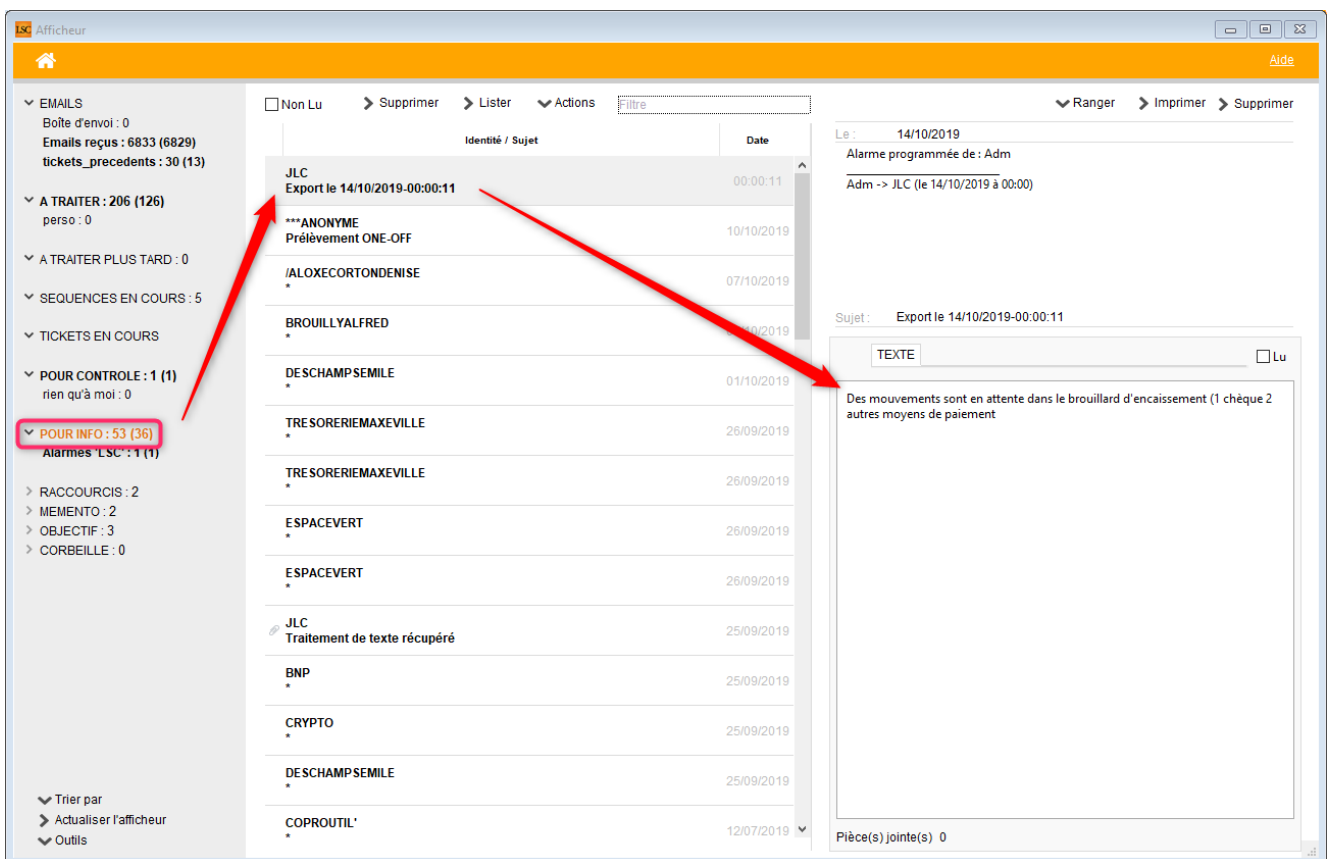 LSC Afficheur
Aide
EMAILS
Boîte d'envoi : 0
Emails reçus : 6833 (6829)
tickets_precedents : 30 (13)
A TRAITER : 206 (126)
perso : 0
A TRAITER PLUS TARD : 0
SEQUENCES EN COURS : 5
TICKETS EN COURS
POUR CONTROLE : 1 (1)
rien qu'à moi : 0
POUR INFO : 53 (36)
Alarmes 'LSC' : 1 (1)
RACCOURCIS : 2
MEMENTO : 2
OBJECTIF : 3
CORBEILLE : 0
Trier par
Actualiser l'afficheur
Outils
Non Lu Supprimer Lister Actions Filtre
Identité / Sujet Date
JLC
Export le 14/10/2019-00:00:11 00:00:11
***ANONYME
Prélèvement ONE-OFF 10/10/2019
/ALOXECORTONDENISE
* 07/10/2019
BROUILLYALFRED
* /2019
DESCHAMPSEMILE
* 01/10/2019
TRESORERIEMAXEVILLE
* 26/09/2019
TRESORERIEMAXEVILLE
* 26/09/2019
ESPACEVERT
* 26/09/2019
ESPACEVERT
* 26/09/2019
JLC
Traitement de texte récupéré 25/09/2019
BNP
* 25/09/2019
CRYPTO
* 25/09/2019
DESCHAMPSEMILE
* 25/09/2019
COPROUTIL'
* 12/07/2019
Ranger Imprimer Supprimer
Le : 14/10/2019
Alarme programmée de : Adm
Adm -> JLC (le 14/10/2019 à 00:00)
Sujet : Export le 14/10/2019-00:00:11
TEXTE Lu
Des mouvements sont en attente dans le brouillard d'encaissement (1 chèque 2
autres moyens de paiement
Pièce(s) jointe(s) 0